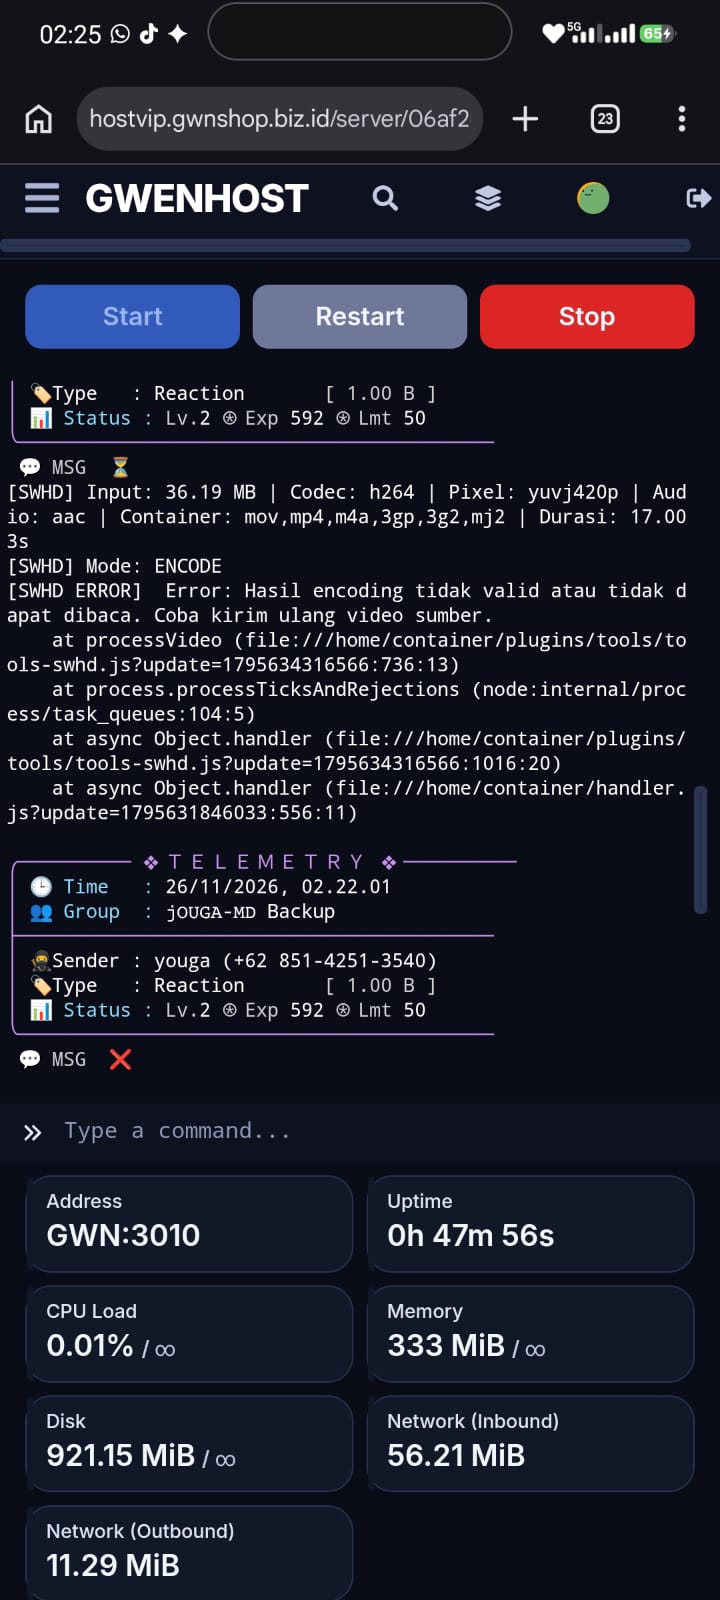 02:25
5G
65
hostvip.gwnshop.biz.id/server/06af2
23
GWENHOST
Start
Restart
Stop
🏷️Type : Reaction [ 1.00 B ]
📊 Status : Lv.2 ⊛ Exp 592 ⊛ Lmt 50
💬 MSG ⏳
[SWHD] Input: 36.19 MB | Codec: h264 | Pixel: yuvj420p | Aud
io: aac | Container: mov,mp4,m4a,3gp,3g2,mj2 | Durasi: 17.00
3s
[SWHD] Mode: ENCODE
[SWHD ERROR] Error: Hasil encoding tidak valid atau tidak d
apat dibaca. Coba kirim ulang video sumber.
at processVideo (file:///home/container/plugins/tools/to
ols-swhd.js?update=1795634316566:736:13)
at process.processTicksAndRejections (node:internal/proc
ess/task_queues:104:5)
at async Object.handler (file:///home/container/plugins/
tools/tools-swhd.js?update=1795634316566:1016:20)
at async Object.handler (file:///home/container/handler.
js?update=1795631846033:556:11)
❖ T E L E M E T R Y ❖
🕒 Time : 26/11/2026, 02.22.01
👥 Group : jOUGA-MD Backup
🥷Sender : youga (+62 851-4251-3540)
🏷️Type : Reaction [ 1.00 B ]
📊 Status : Lv.2 ⊛ Exp 592 ⊛ Lmt 50
💬 MSG ❌
» Type a command...
Address
GWN:3010
Uptime
0h 47m 56s
CPU Load
0.01% / ∞
Memory
333 MiB / ∞
Disk
921.15 MiB / ∞
Network (Inbound)
56.21 MiB
Network (Outbound)
11.29 MiB